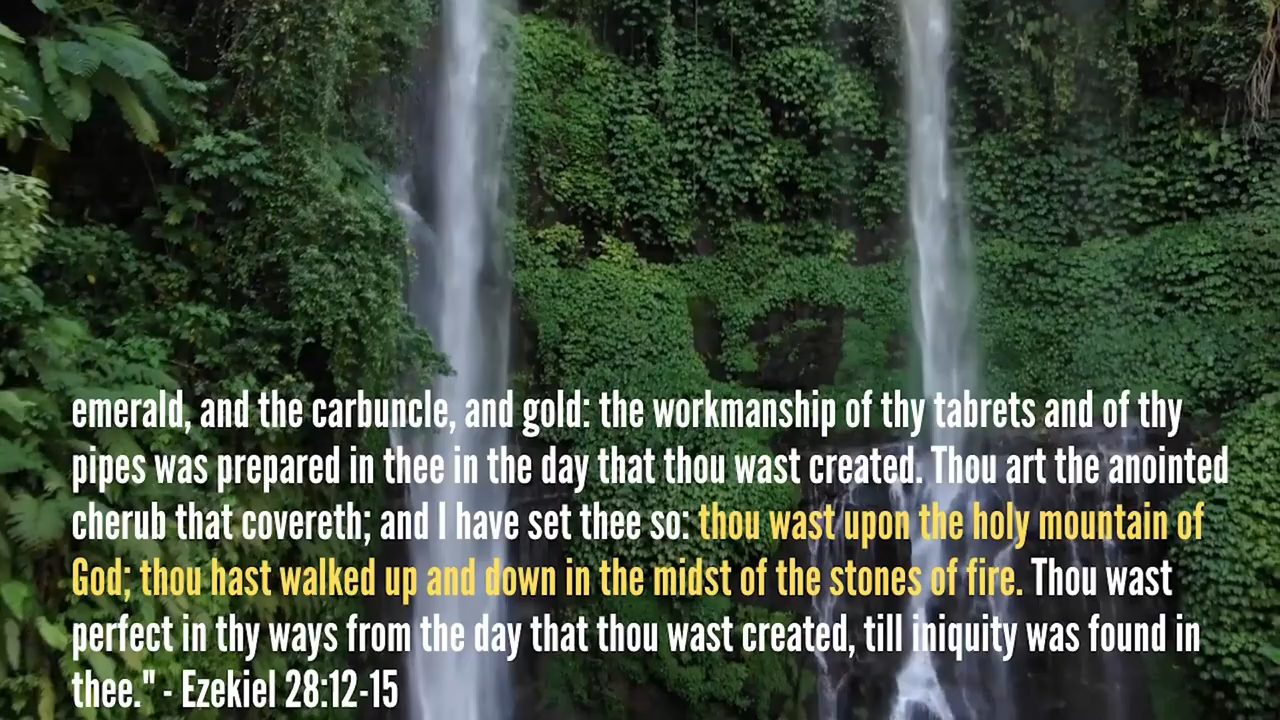 emerald, and the carbuncle, and gold: the workmanship of thy tabrets and of thy
pipes was prepared in thee in the day that thou wast created. Thou art the anointed
cherub that covereth; and I have set thee so: thou wast upon the holy mountain of
God; thou hast walked up and down in the midst of the stones of fire. Thou wast
perfect in thy ways from the day that thou wast created, till iniquity was found in
thee." - Ezekiel 28:12-15